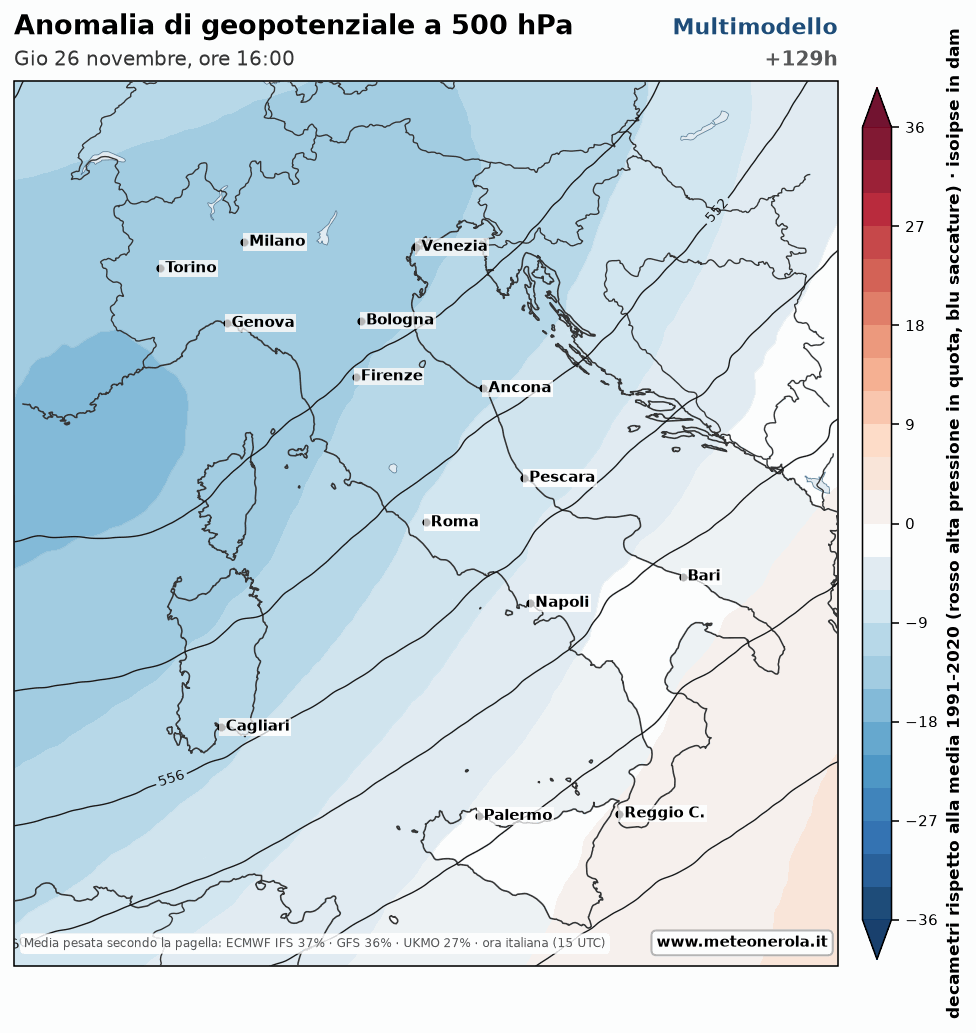 Anomalia di geopotenziale a 500 hPa
Multimodello
Gio 26 novembre, ore 16:00
+129h
552
Milano
Venezia
Torino
Genova
Bologna
Firenze
Ancona
Pescara
Roma
Bari
Napoli
Cagliari
556
Palermo
Reggio C.
Media pesata secondo la pagella: ECMWF IFS 37% · GFS 36% · UKMO 27% · ora italiana (15 UTC)
www.meteonerola.it
36
27
18
9
0
−9
−18
−27
−36
decametri rispetto alla media 1991-2020 (rosso alta pressione in quota, blu saccature) · isoipse in dam